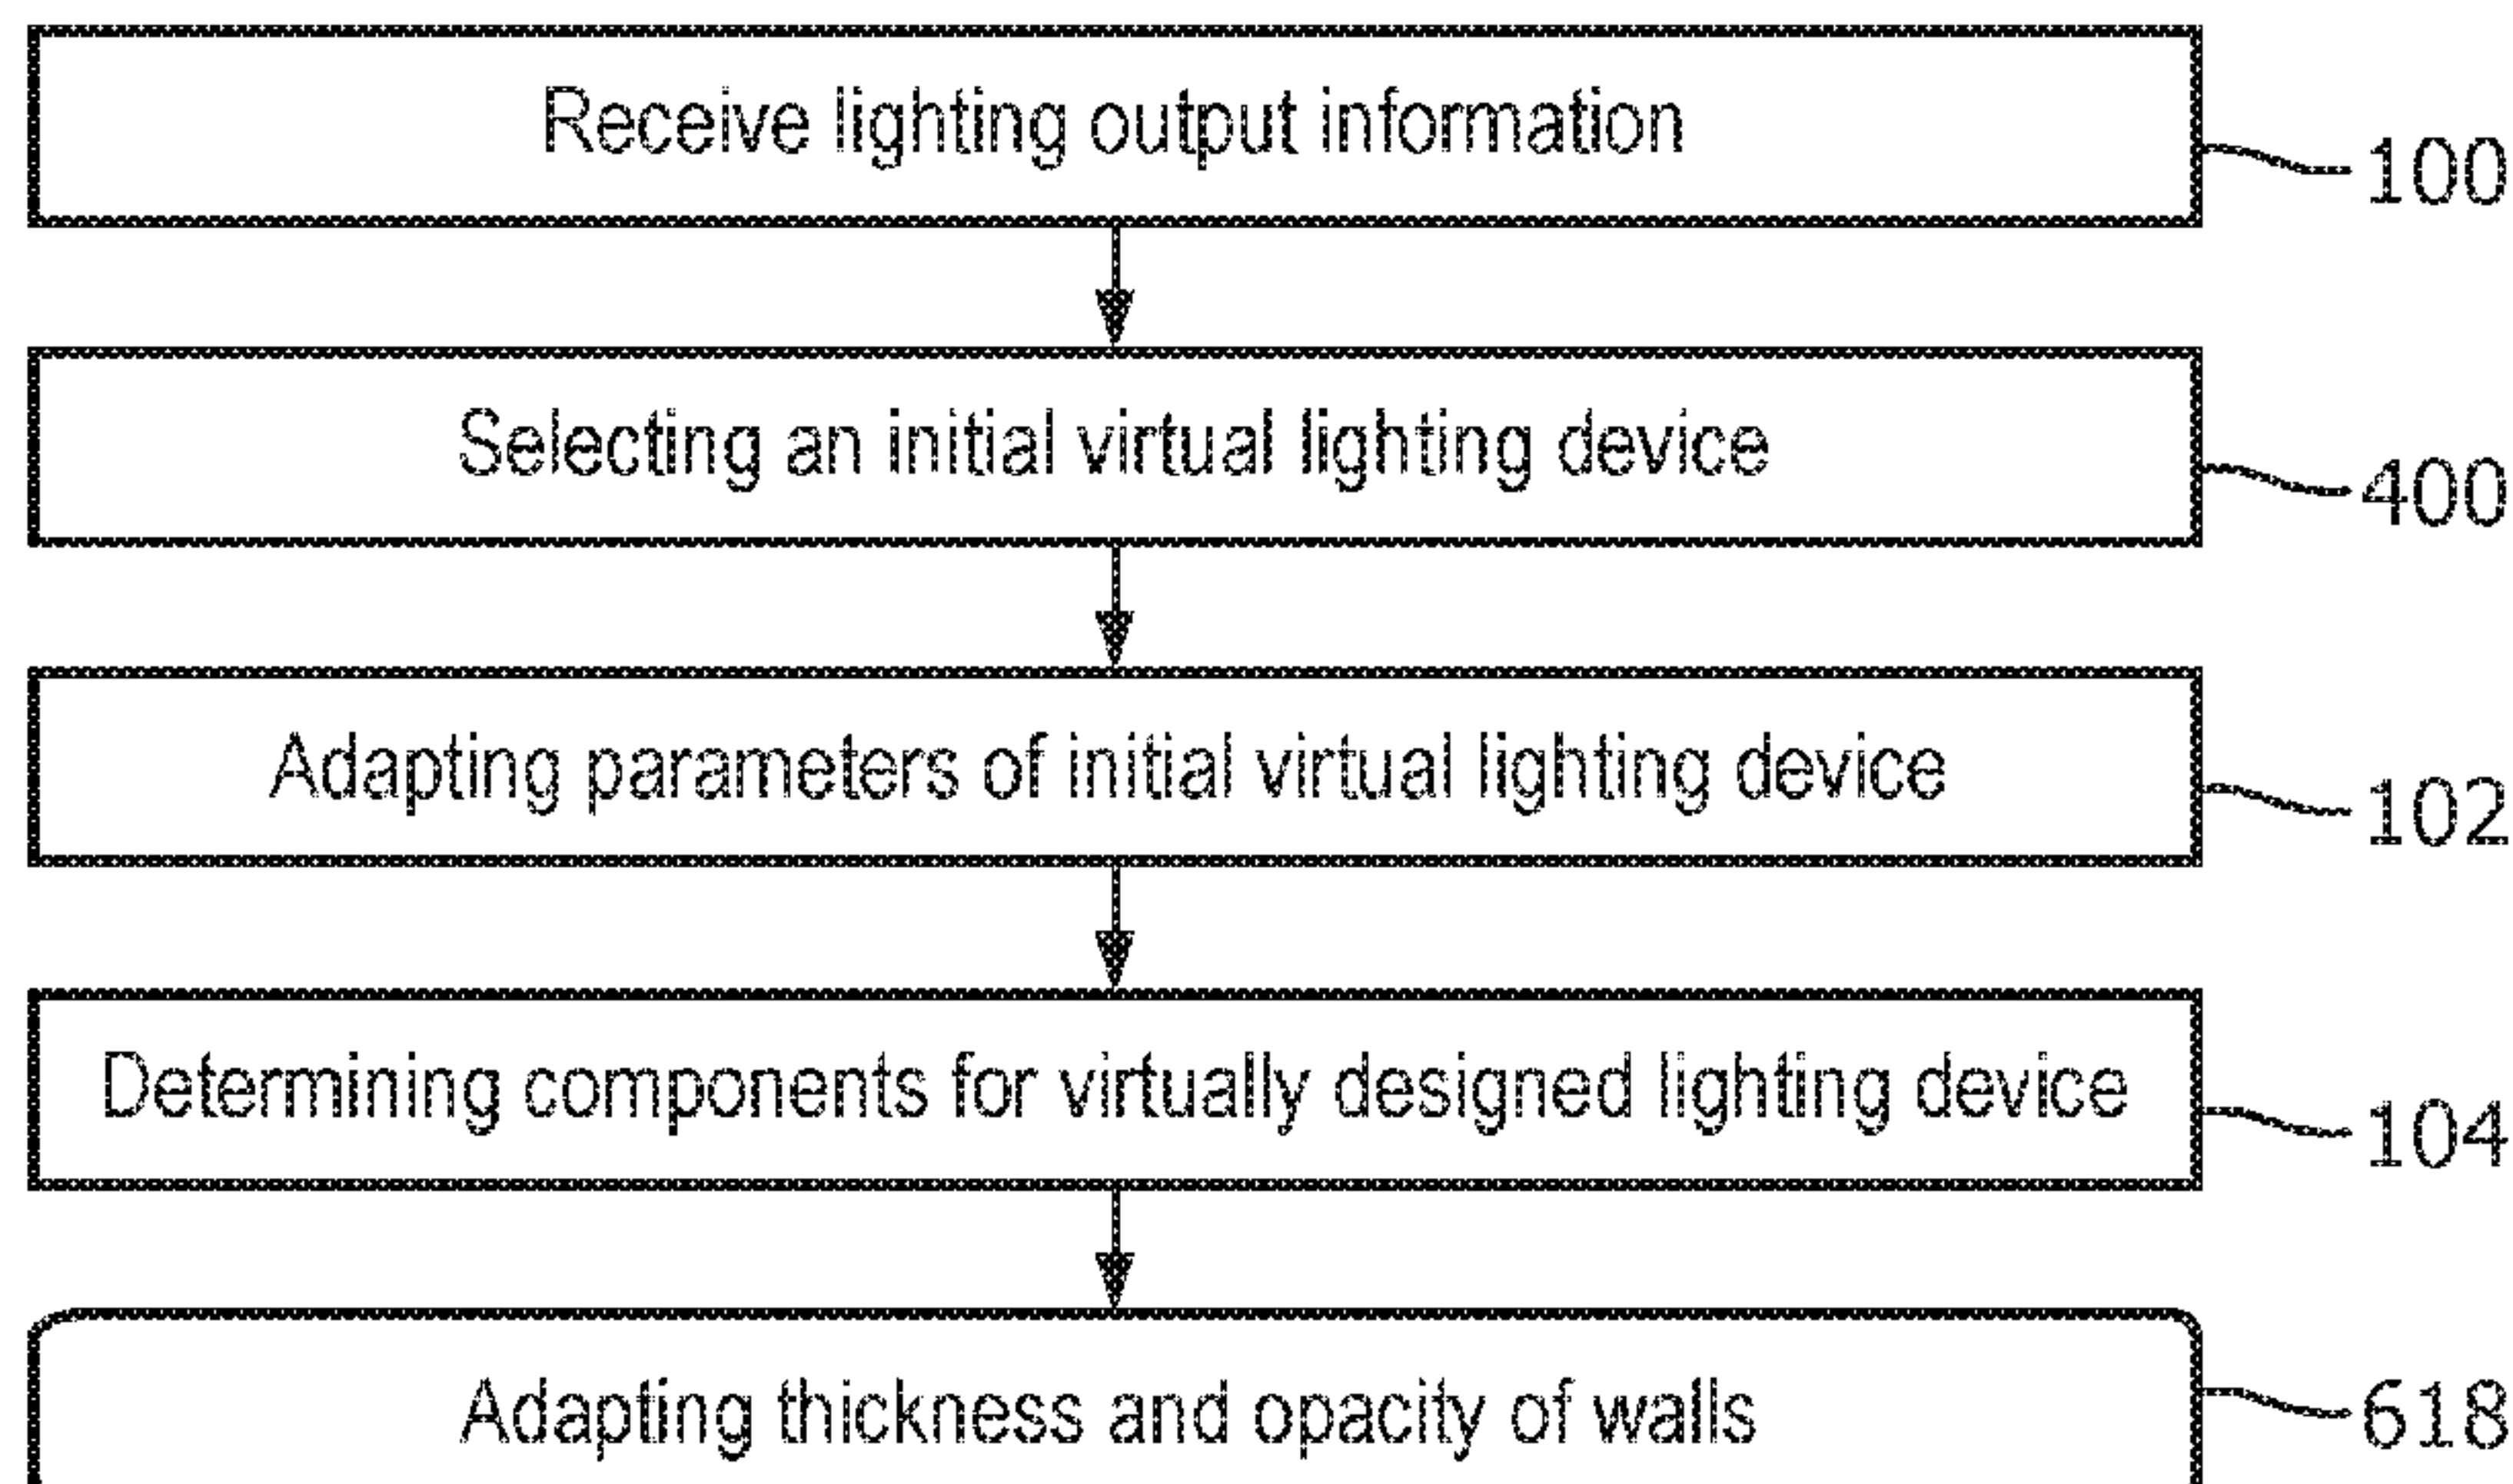 Receive lighting output information
100
Selecting an initial virtual lighting device
400
Adapting parameters of initial virtual lighting device
102
Determining components for virtually designed lighting device
104
Adapting thickness and opacity of walls
618